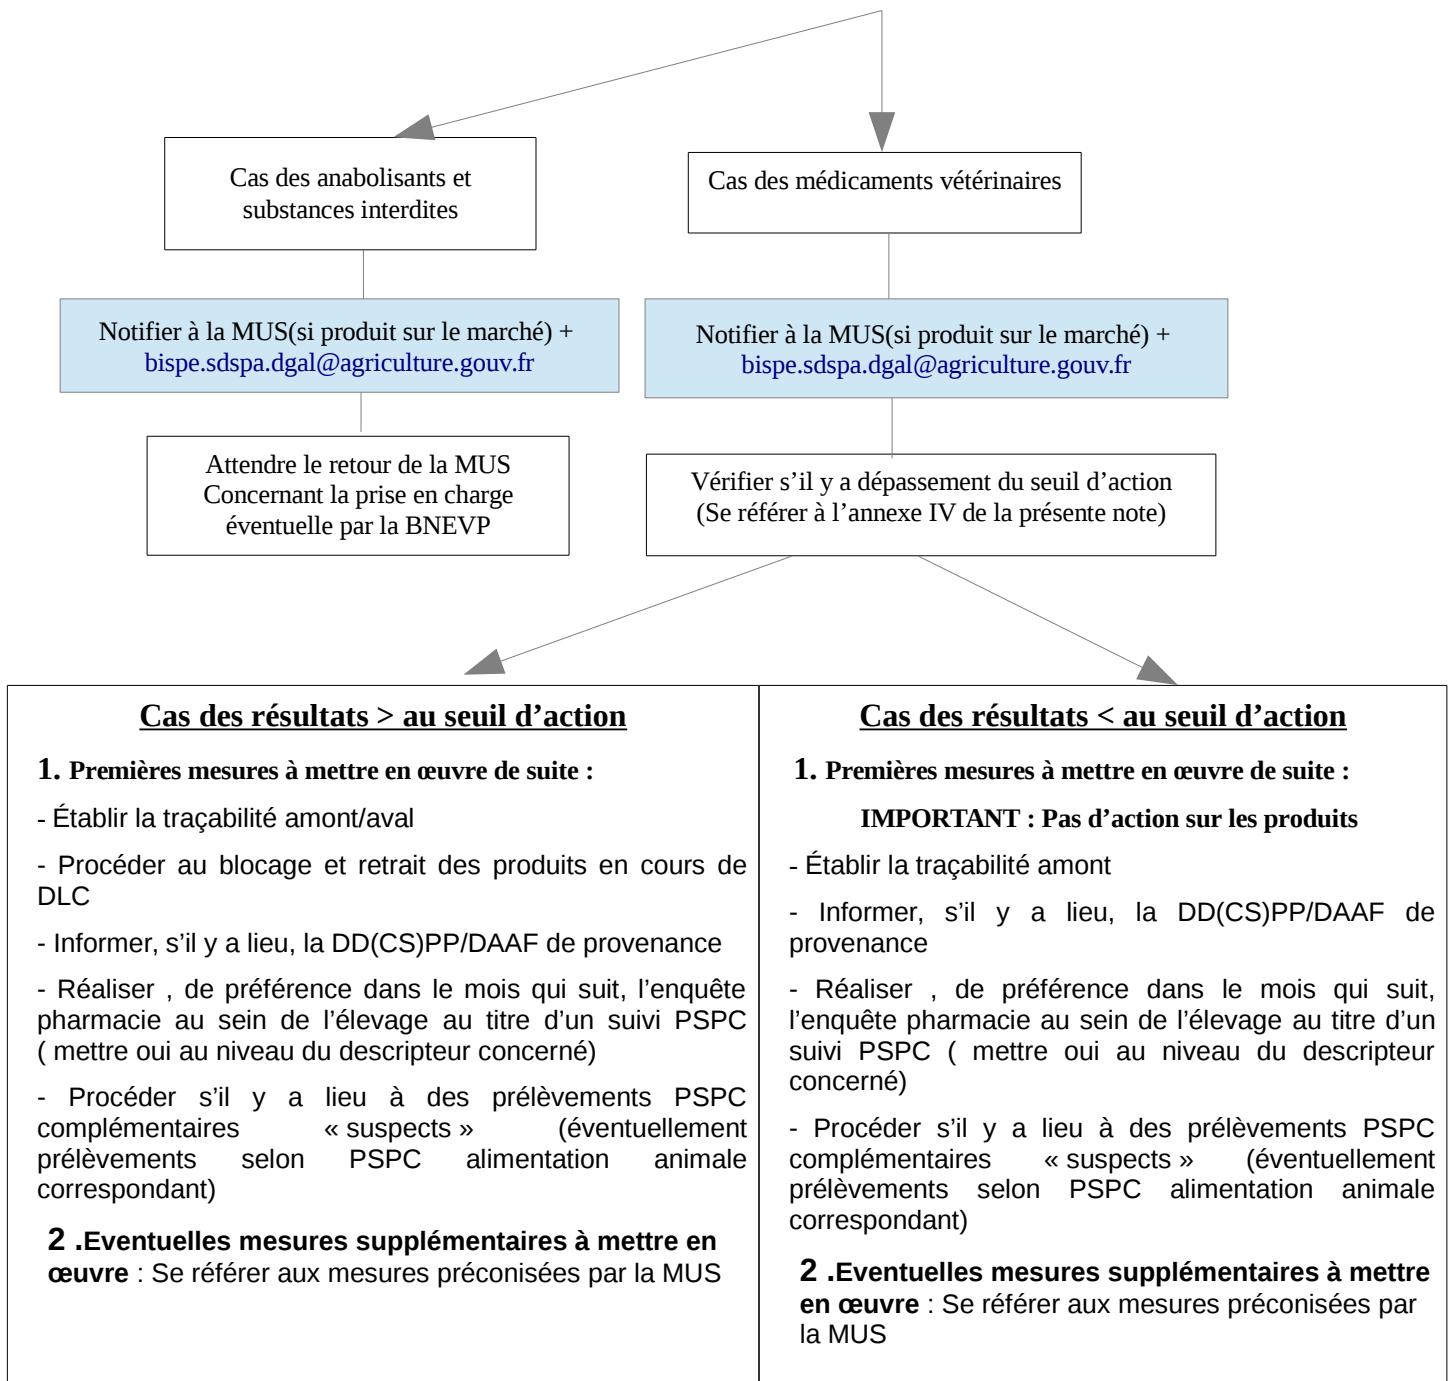 Cas des anabolisants et
substances interdites
Cas des médicaments vétérinaires
Notifier à la MUS(si produit sur le marché) +
bispe.sdspa.dgal@agriculture.gouv.fr
Notifier à la MUS(si produit sur le marché) +
bispe.sdspa.dgal@agriculture.gouv.fr
Attendre le retour de la MUS
Concernant la prise en charge
éventuelle par la BNEVP
Vérifier s’il y a dépassement du seuil d’action
(Se référer à l’annexe IV de la présente note)
Cas des résultats > au seuil d’action
1. Premières mesures à mettre en œuvre de suite :
- Établir la traçabilité amont/aval
- Procéder au blocage et retrait des produits en cours de
DLC
- Informer, s’il y a lieu, la DD(CS)PP/DAAF de provenance
- Réaliser , de préférence dans le mois qui suit, l’enquête
pharmacie au sein de l’élevage au titre d’un suivi PSPC
( mettre oui au niveau du descripteur concerné)
- Procéder s’il y a lieu à des prélèvements PSPC
complémentaires « suspects » (éventuellement
prélèvements selon PSPC alimentation animale
correspondant)
2 .Eventuelles mesures supplémentaires à mettre en
œuvre : Se référer aux mesures préconisées par la MUS
Cas des résultats < au seuil d’action
1. Premières mesures à mettre en œuvre de suite :
IMPORTANT : Pas d’action sur les produits
- Établir la traçabilité amont
- Informer, s’il y a lieu, la DD(CS)PP/DAAF de
provenance
- Réaliser , de préférence dans le mois qui suit,
l’enquête pharmacie au sein de l’élevage au titre d’un
suivi PSPC ( mettre oui au niveau du descripteur
concerné)
- Procéder s’il y a lieu à des prélèvements PSPC
complémentaires « suspects » (éventuellement
prélèvements selon PSPC alimentation animale
correspondant)
2 .Eventuelles mesures supplémentaires à mettre
en œuvre : Se référer aux mesures préconisées par
la MUS